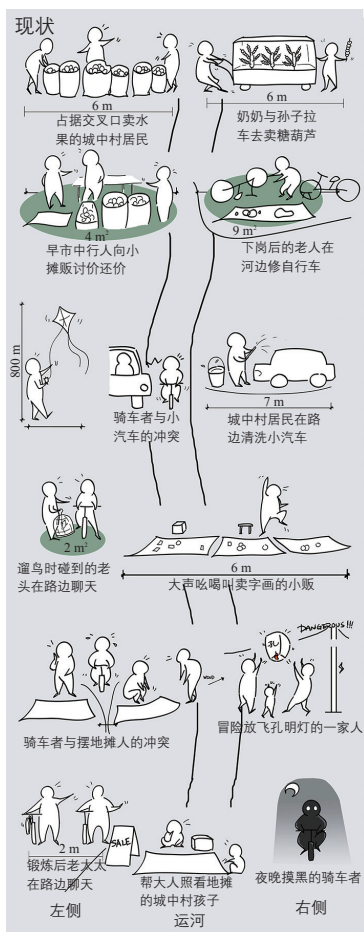 现状
6 m
占据交叉口卖水
果的城中村居民
6 m
奶奶与孙子拉
车去卖糖葫芦
4 m²
早市中行人向小
摊贩讨价还价
9 m²
下岗后的老人在
河边修自行车
800 m
骑车者与小
汽车的冲突
7 m
城中村居民在路
边清洗小汽车
2 m²
遛鸟时碰到的老
头在路边聊天
6 m
大声吆喝叫卖字画的小贩
骑车者与摆地摊人的冲突
WIND
DANGEROUS!!!
孔
冒险放飞孔明灯的一家人
2 m
锻炼后老太太
在路边聊天
SALE
帮大人照看地摊
的城中村孩子
夜晚摸黑的骑车者
左侧
运河
右侧